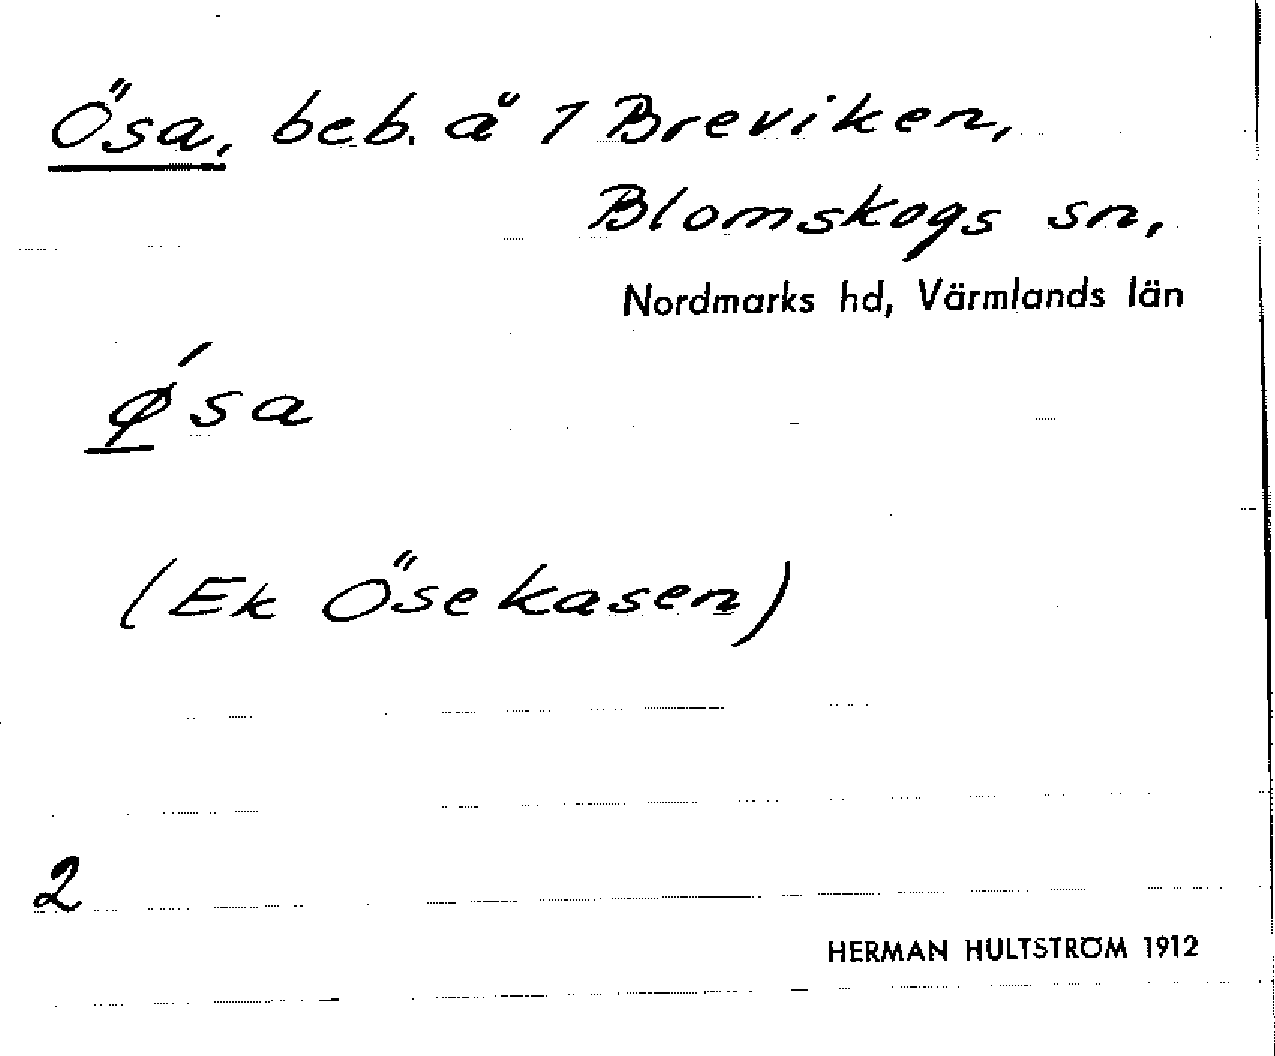 Ösa, beb. å 1 Breviken,
Blomskogs sn,
Nordmarks hd, Värmlands län
ǿsa
(Ek Ösekasen)
2
HERMAN HULTSTRÖM 1912